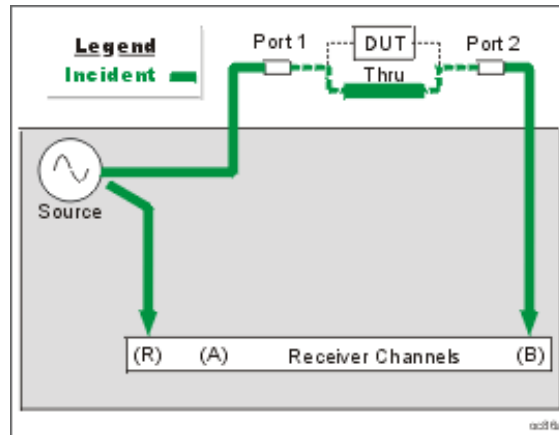 Legend
Incident
Port 1
DUT
Port 2
Thru
Source
(R) (A) Receiver Channels (B)